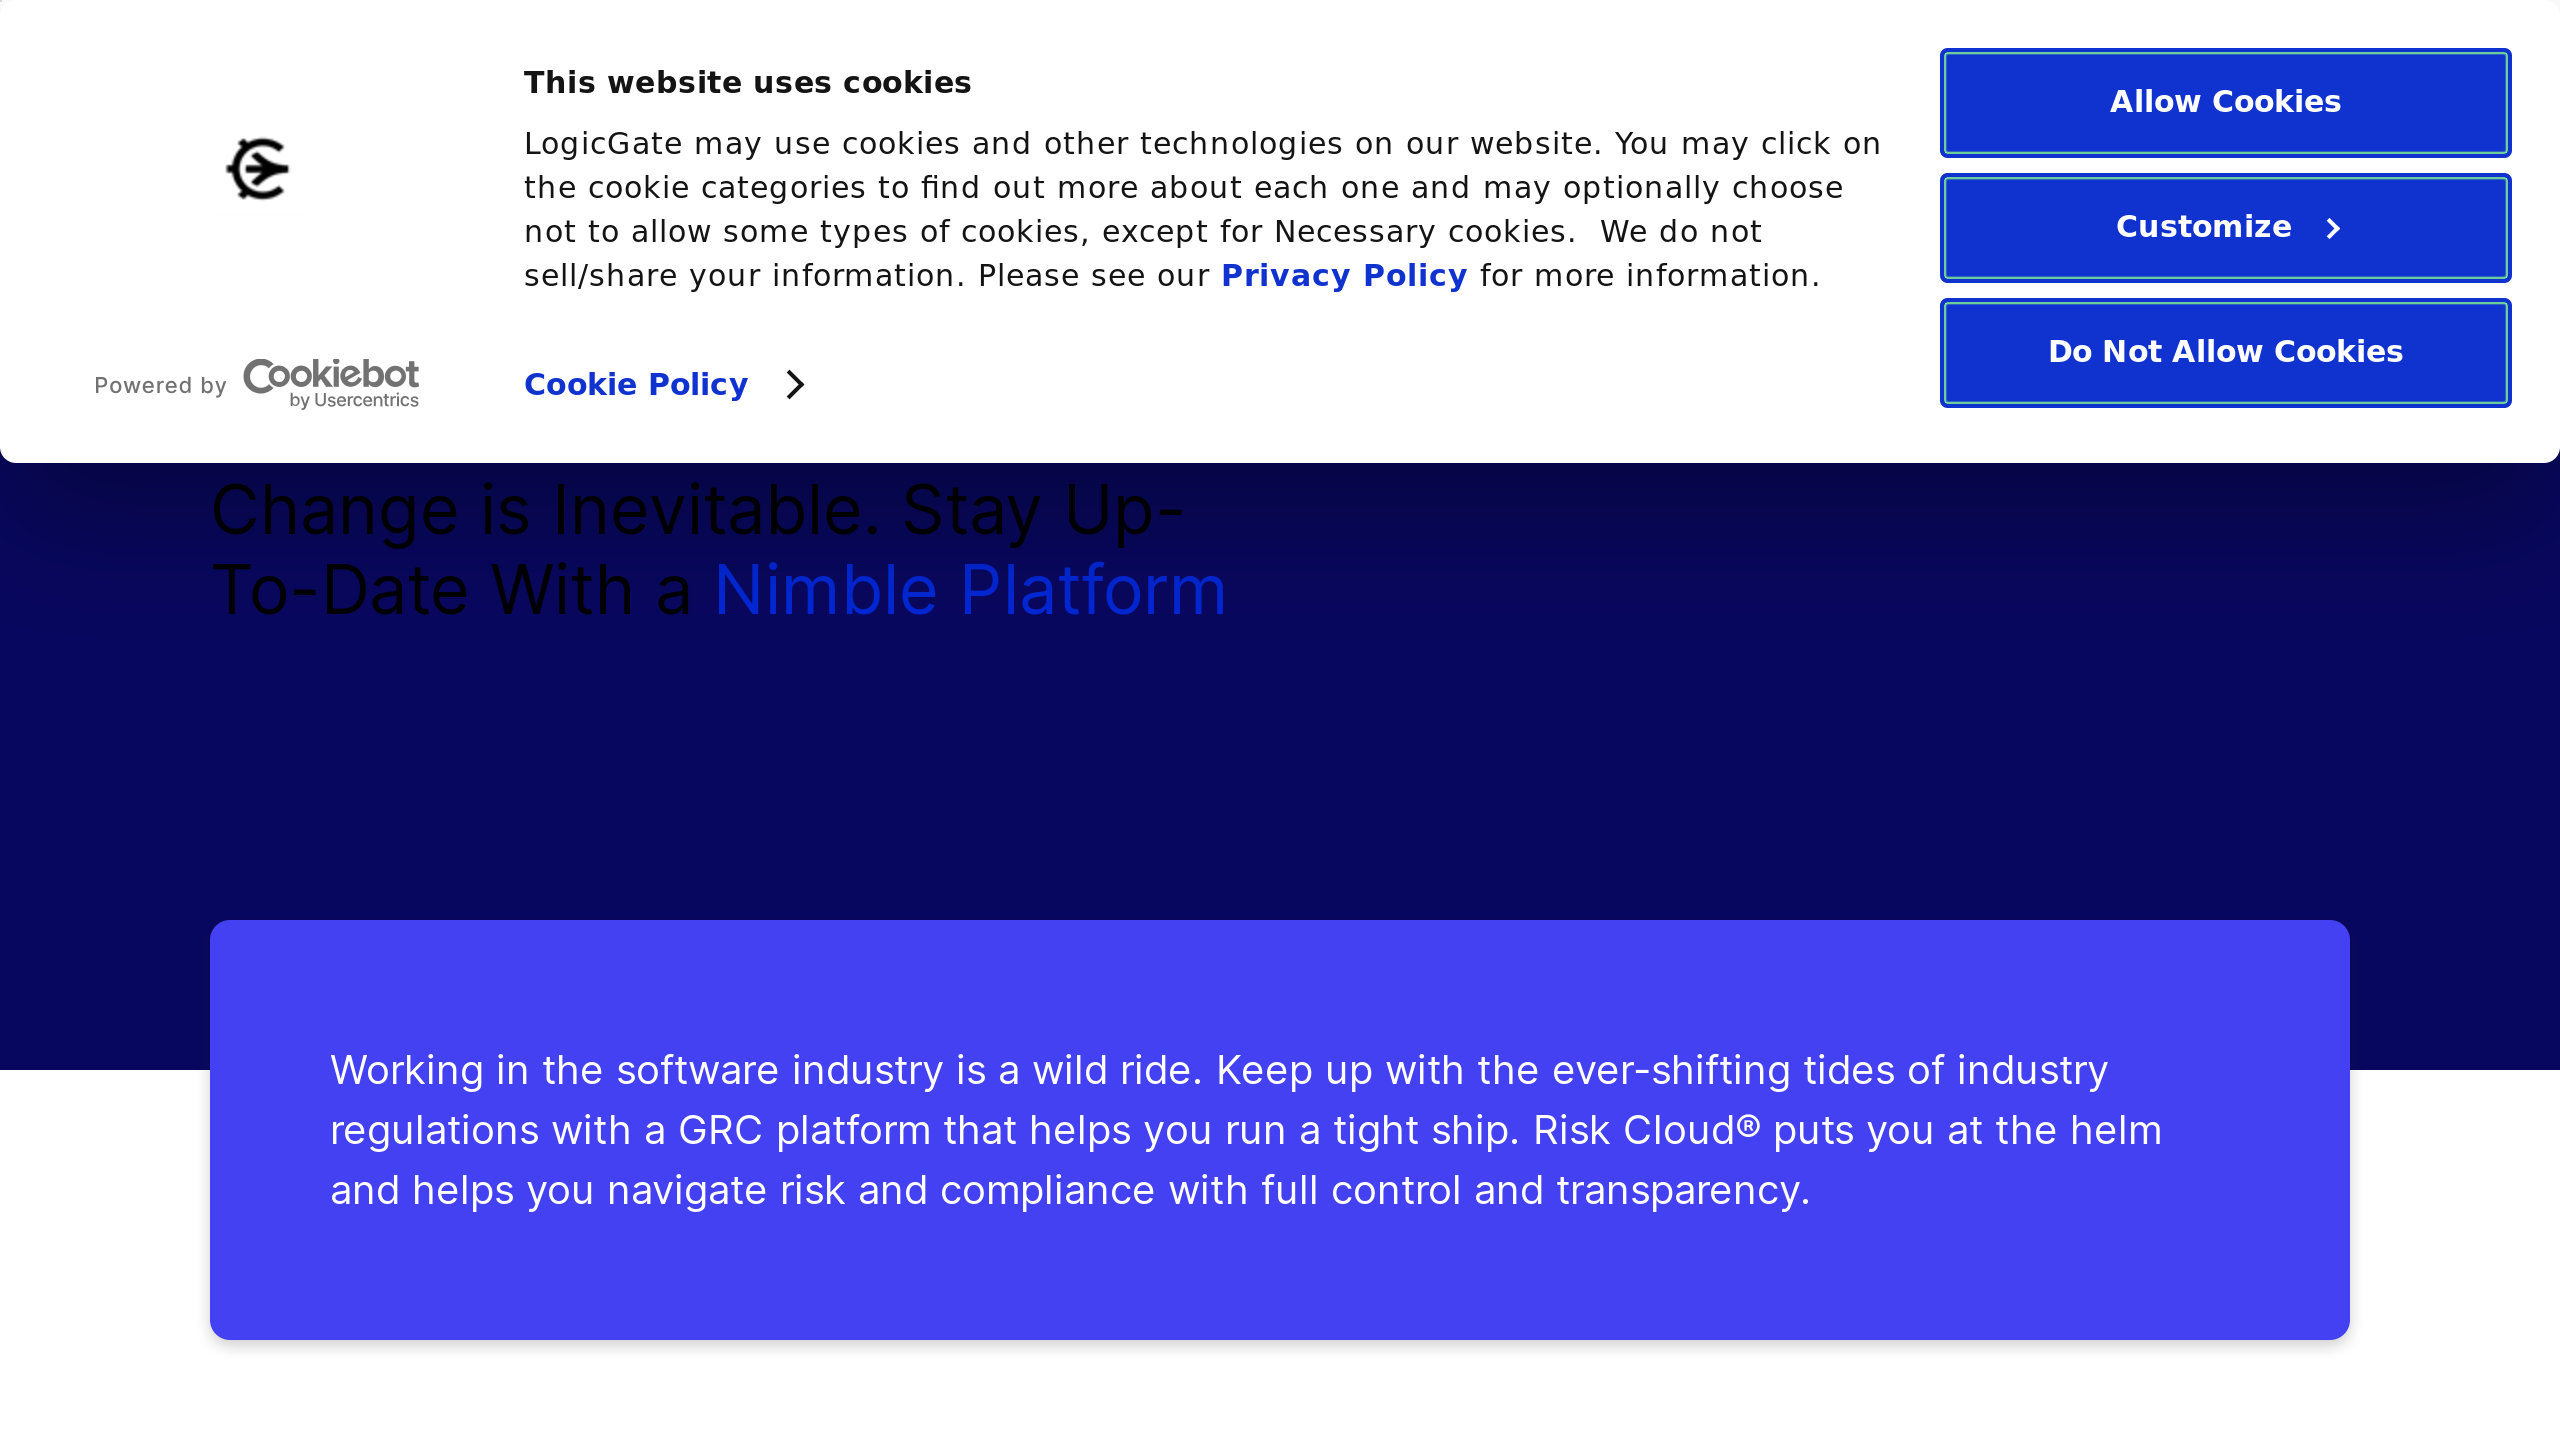 This website uses cookies
LogicGate may use cookies and other technologies on our website. You may click on
the cookie categories to find out more about each one and may optionally choose
not to allow some types of cookies, except for Necessary cookies.  We do not
sell/share your information. Please see our Privacy Policy for more information.
Powered by Cookiebot
by Usercentrics
Cookie Policy
Allow Cookies
Customize
Do Not Allow Cookies
Change is Inevitable. Stay Up-
To-Date With a Nimble Platform
Working in the software industry is a wild ride. Keep up with the ever-shifting tides of industry
regulations with a GRC platform that helps you run a tight ship. Risk Cloud® puts you at the helm
and helps you navigate risk and compliance with full control and transparency.